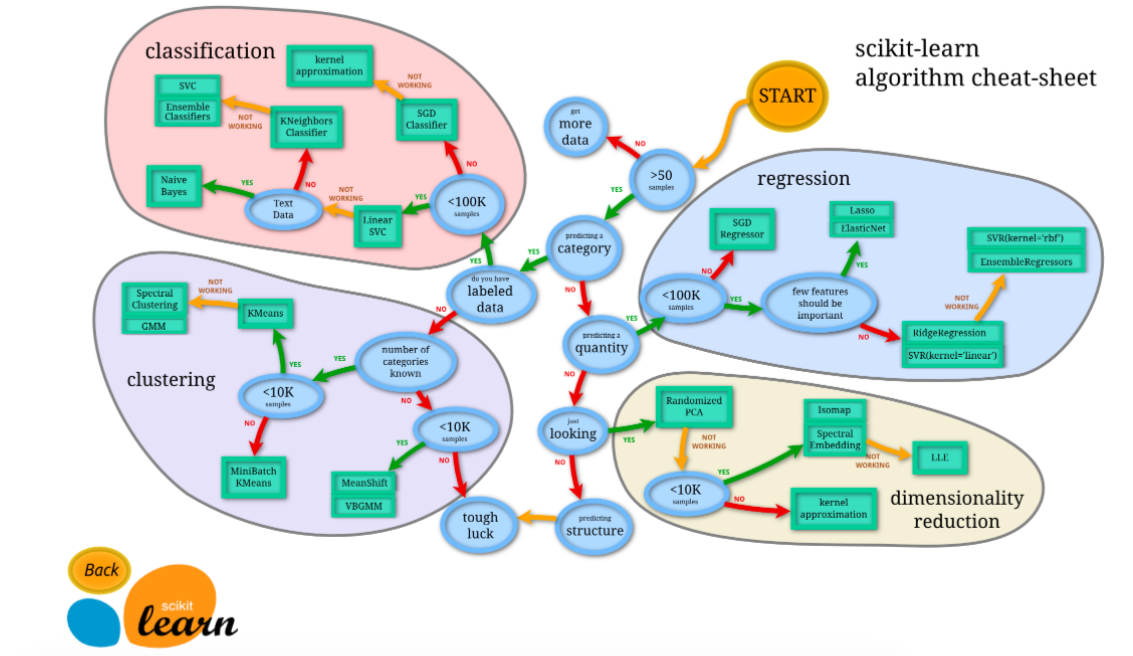 scikit-learn
algorithm cheat-sheet
START
classification
kernel
approximation
NOT
WORKING
SVC
Ensemble
Classifiers
NOT
WORKING
KNeighbors
Classifier
SGD
Classifier
NO
Naive
Bayes
YES
Text
Data
NO
NOT
WORKING
Linear
SVC
YES
<100K
samples
YES
get
more
data
NO
>50
samples
YES
predicting a
category
YES
NO
do you have
labeled
data
NO
predicting a
quantity
YES
NO
just
looking
YES
NO
predicting
structure
tough
luck
regression
SGD
Regressor
NO
<100K
samples
YES
Lasso
ElasticNet
YES
few features
should be
important
NO
SVR(kernel='rbf')
EnsembleRegressors
NOT
WORKING
RidgeRegression
SVR(kernel='linear')
clustering
Spectral
Clustering
GMM
NOT
WORKING
KMeans
YES
number of
categories
known
YES
NO
<10K
samples
NO
MiniBatch
KMeans
<10K
samples
YES
NO
MeanShift
VBGMM
dimensionality
reduction
Randomized
PCA
NOT
WORKING
<10K
samples
YES
NO
Isomap
Spectral
Embedding
NOT
WORKING
LLE
kernel
approximation
Back
scikit
learn